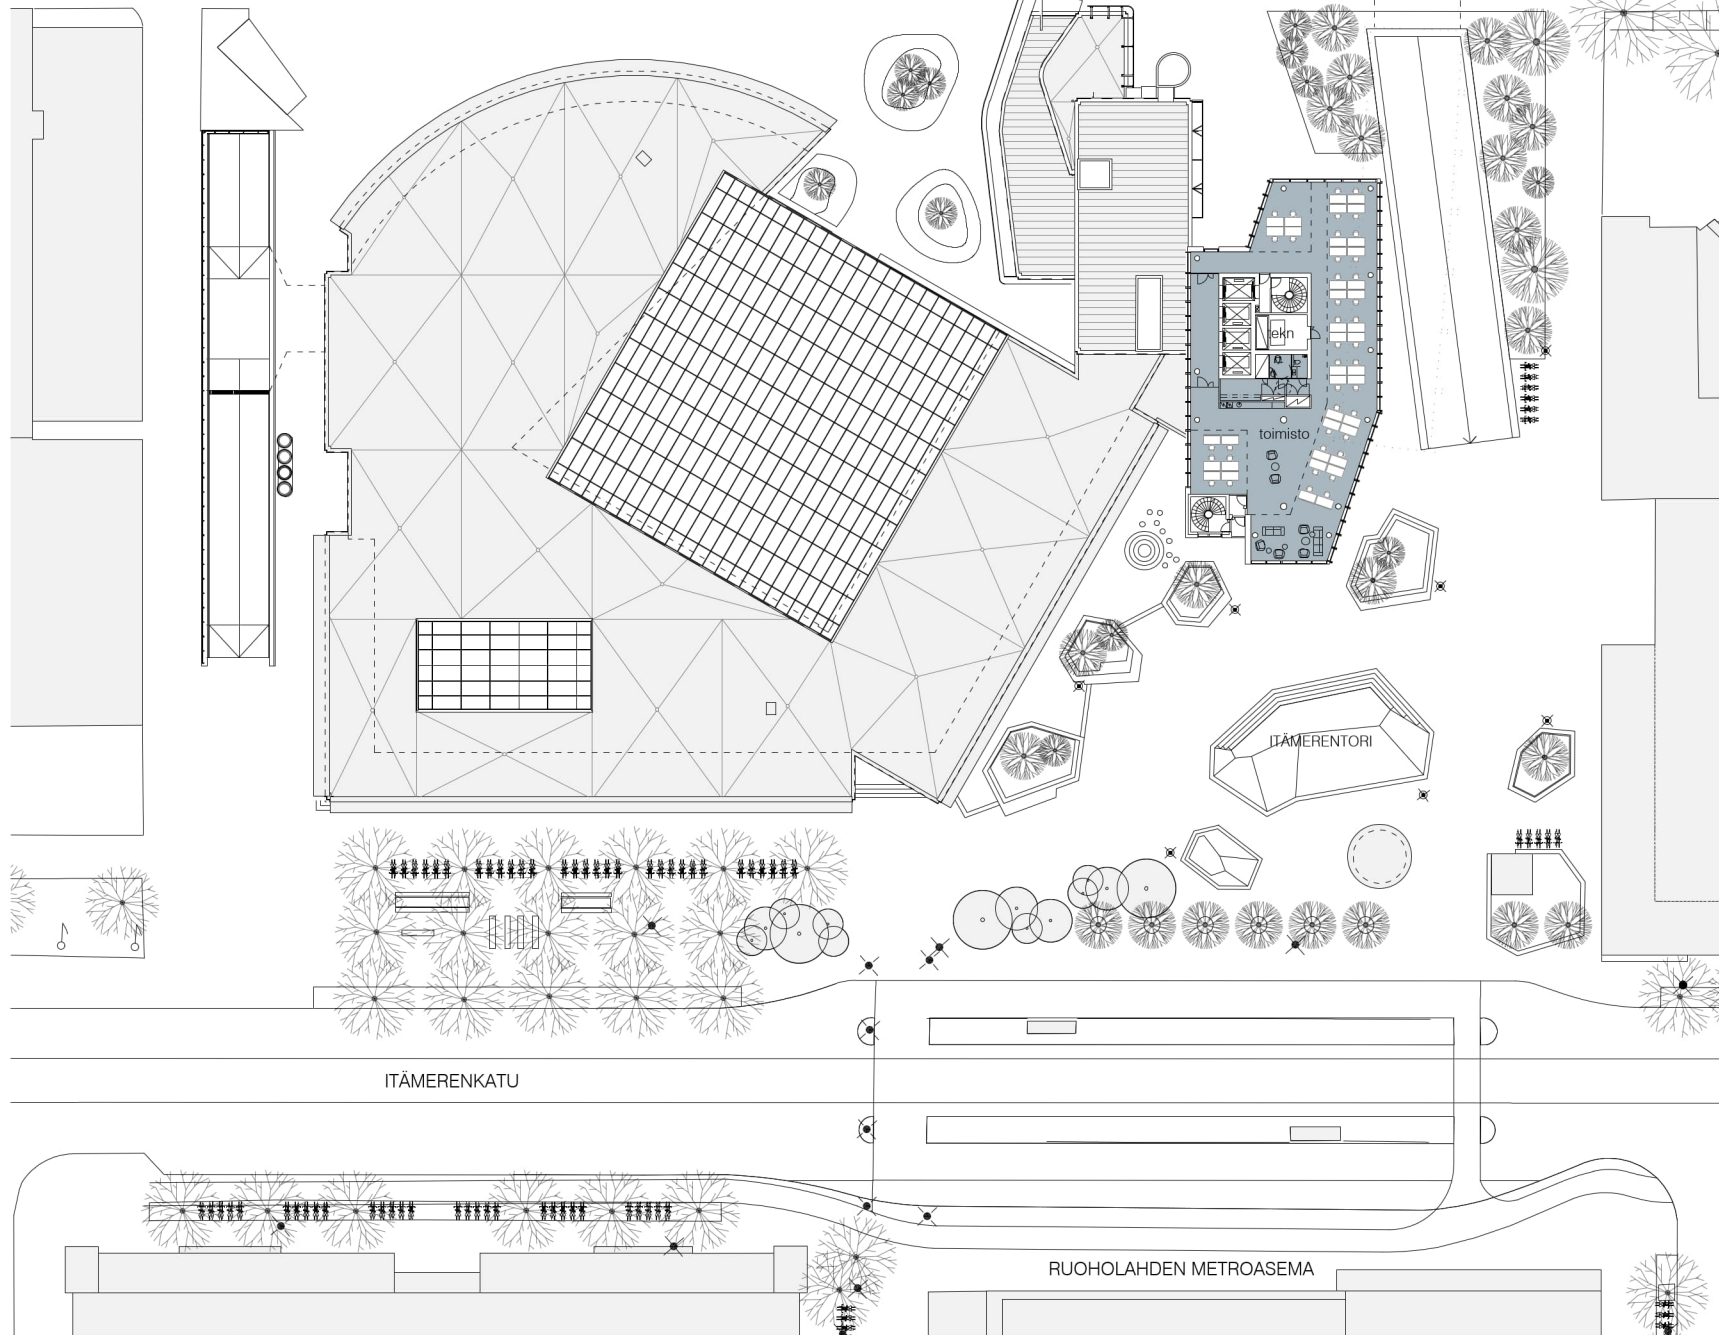 tekn
toimisto
ITÄMERENTORI
ITÄMERENKATU
RUOHOLAHDEN METROASEMA